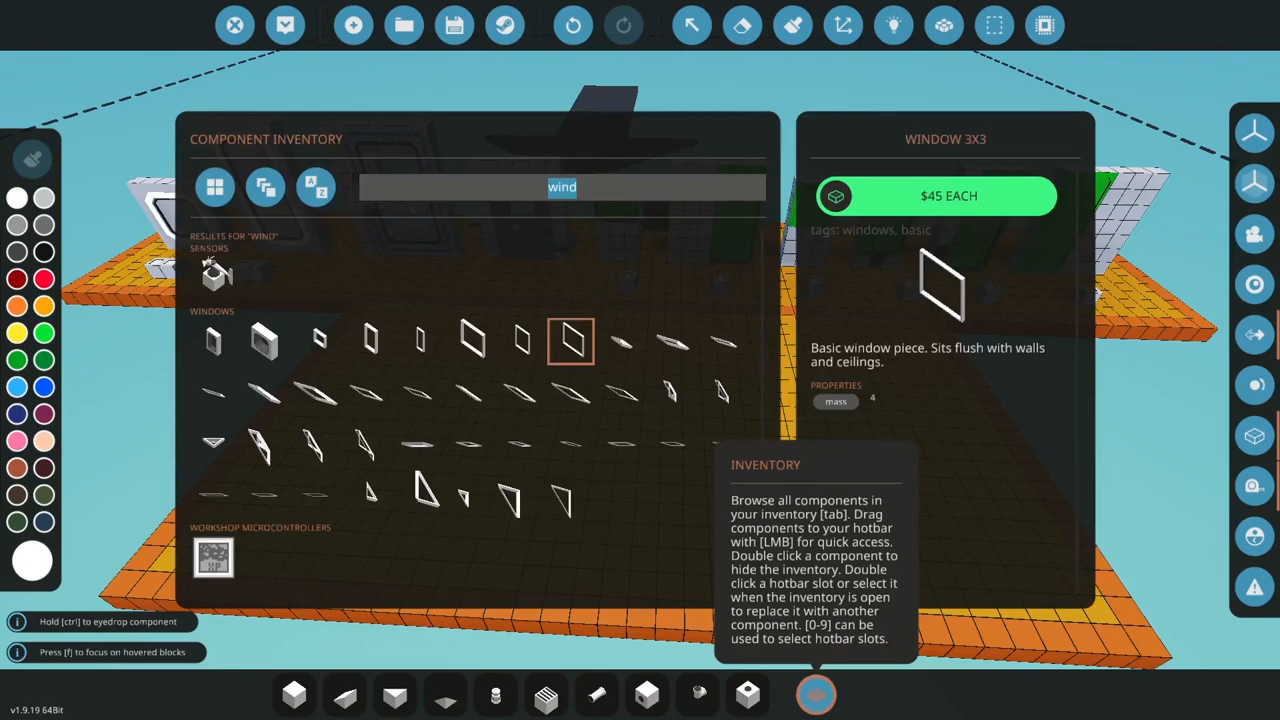 COMPONENT INVENTORY
wind
RESULTS FOR "WIND"
SENSORS
WINDOWS
WORKSHOP MICROCONTROLLERS
XP
WINDOW 3X3
$45 EACH
tags: windows, basic
Basic window piece. Sits flush with walls
and ceilings.
PROPERTIES
mass 4
INVENTORY
Browse all components in
your inventory [tab]. Drag
components to your hotbar
with [LMB] for quick access.
Double click a component to
hide the inventory. Double
click a hotbar slot or select it
when the inventory is open
to replace it with another
component. [0-9] can be
used to select hotbar slots.
Hold [ctrl] to eyedrop component
Press [f] to focus on hovered blocks
v1.9.19 64Bit